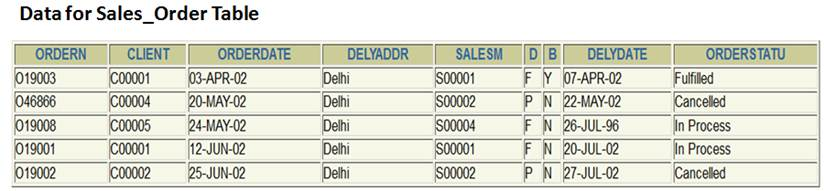 Data for Sales_Order Table
ORDERN CLIENT ORDERDATE DELYADDR SALESM D B DELYDATE ORDERSTATU
O19003 C00001 03-APR-02 Delhi S00001 F Y 07-APR-02 Fulfilled
O46866 C00004 20-MAY-02 Delhi S00002 P N 22-MAY-02 Cancelled
O19008 C00005 24-MAY-02 Delhi S00004 F N 26-JUL-96 In Process
O19001 C00001 12-JUN-02 Delhi S00001 F N 20-JUL-02 In Process
O19002 C00002 25-JUN-02 Delhi S00002 P N 27-JUL-02 Cancelled